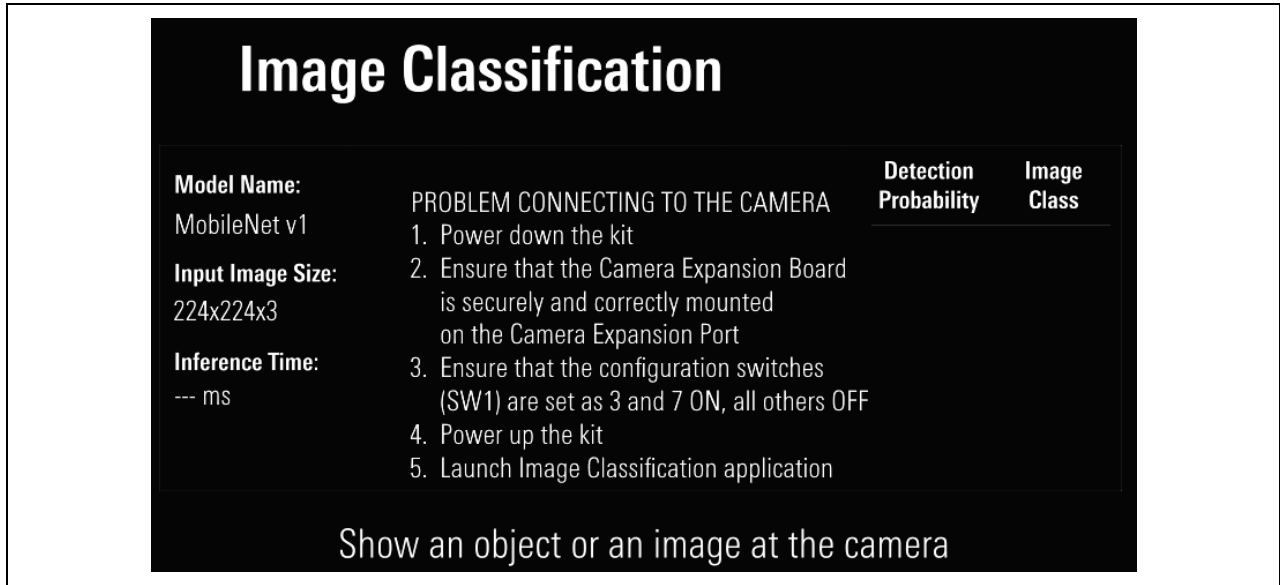 Image Classification
Model Name:
MobileNet v1
Input Image Size:
224x224x3
Inference Time:
--- ms
PROBLEM CONNECTING TO THE CAMERA
1. Power down the kit
2. Ensure that the Camera Expansion Board
is securely and correctly mounted
on the Camera Expansion Port
3. Ensure that the configuration switches
(SW1) are set as 3 and 7 ON, all others OFF
4. Power up the kit
5. Launch Image Classification application
Detection Probability
Image Class
Show an object or an image at the camera